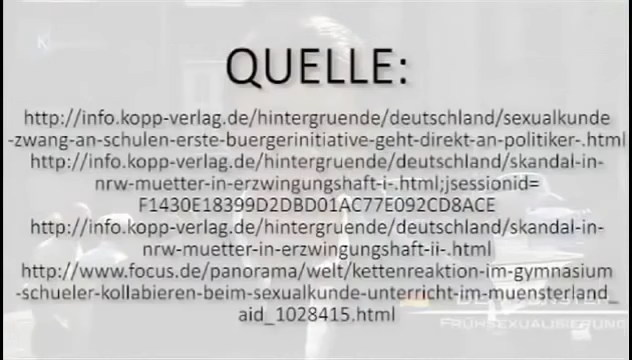 QUELLE:
http://info.kopp-verlag.de/hintergruende/deutschland/sexualkunde
-zwang-an-schulen-erste-buergerinitiative-geht-direkt-an-politiker-.html
http://info.kopp-verlag.de/hintergruende/deutschland/skandal-in-
nrw-muetter-in-erzwingungshaft-i-.html;jsessionid=
F1430E18399D2DBD01AC77E092CD8ACE
http://info.kopp-verlag.de/hintergruende/deutschland/skandal-in-
nrw-muetter-in-erzwingungshaft-ii-.html
http://www.focus.de/panorama/welt/kettenreaktion-im-gymnasium
-schueler-kollabieren-beim-sexualkunde-unterricht-im-muensterland_
aid_1028415.html
FRÜHSEXUALISIERUNG